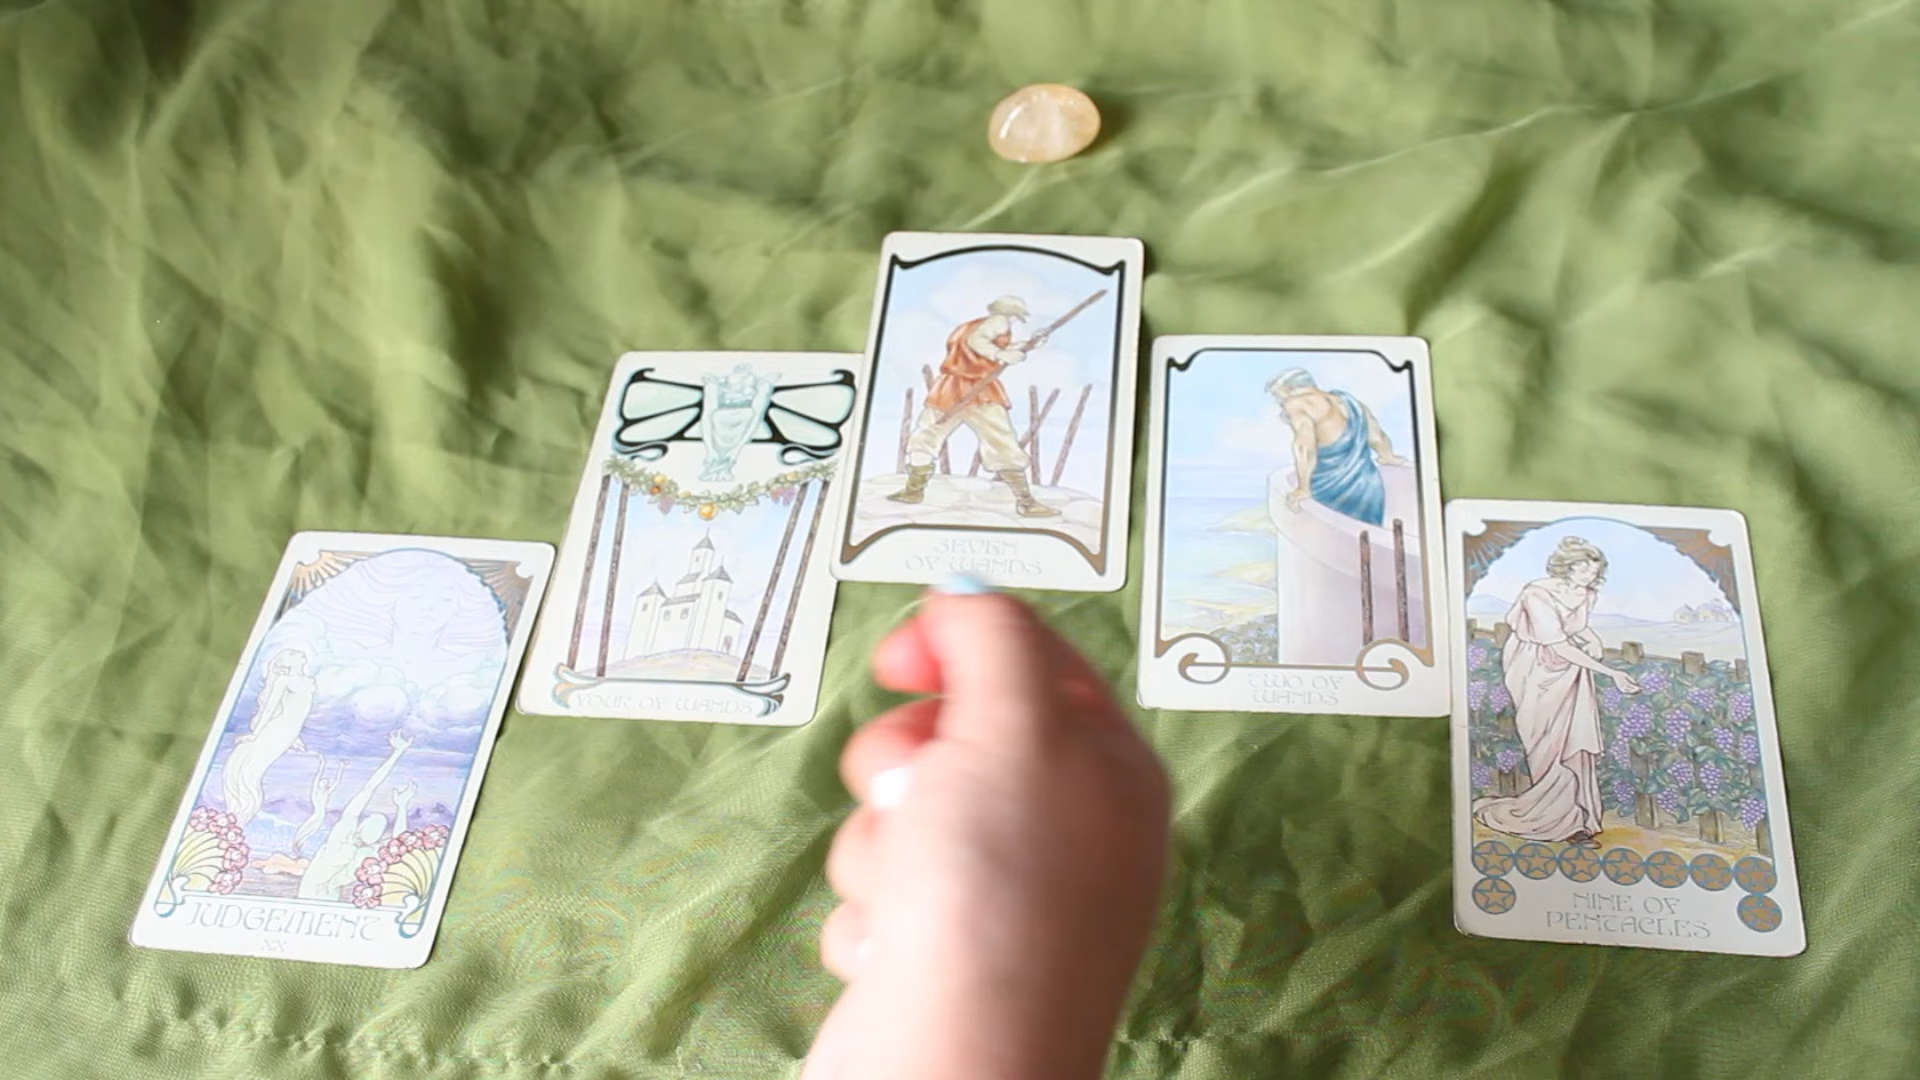 JUDGEMENT
XX
FOUR OF WANDS
SEVEN
OF WANDS
TWO OF
WANDS
NINE OF
PENTACLES